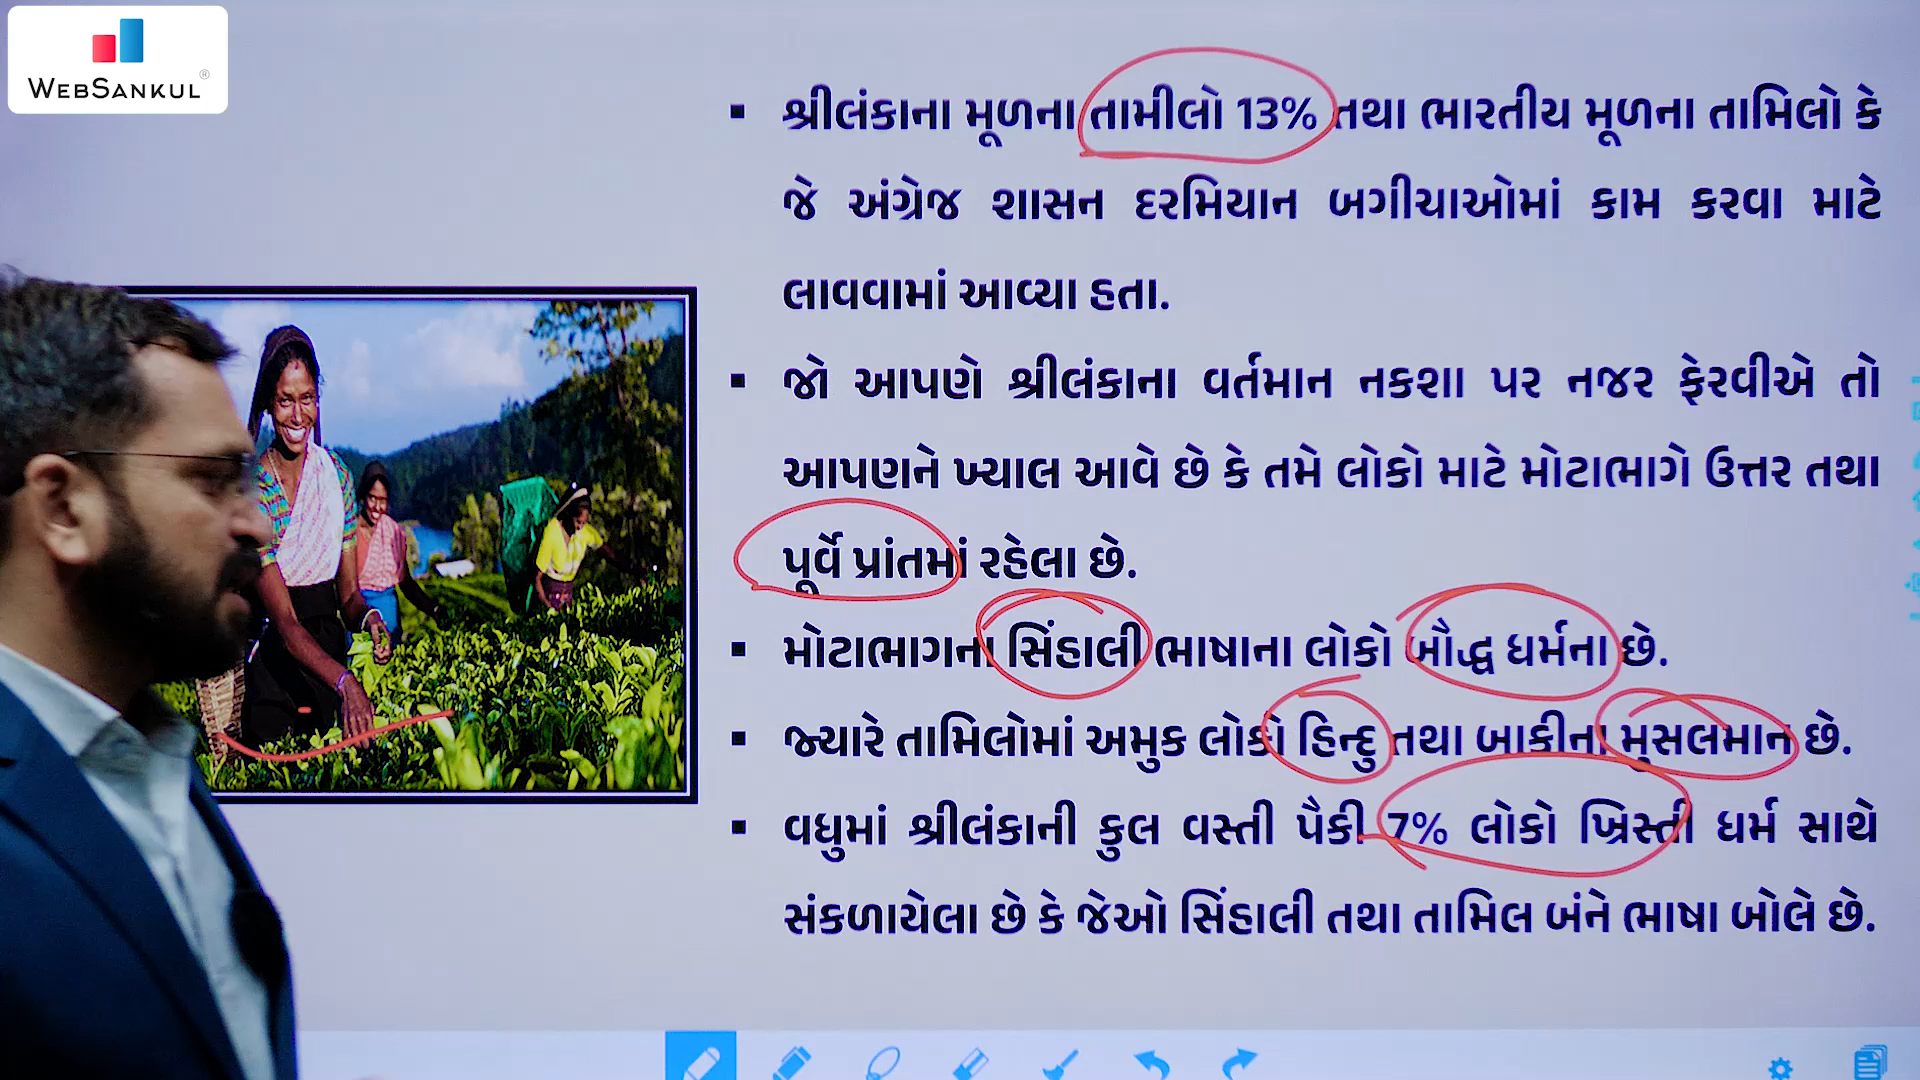 WEBSANKUL®
▪ શ્રીલંકાના મૂળના તામીલો 13% તથા ભારતીય મૂળના તામિલો કે
જે અંગ્રેજ શાસન દરમિયાન બગીચાઓમાં કામ કરવા માટે
લાવવામાં આવ્યા હતા.
▪ જો આપણે શ્રીલંકાના વર્તમાન નકશા પર નજર ફેરવીએ તો
આપણને ખ્યાલ આવે છે કે તમે લોકો માટે મોટાભાગે ઉત્તર તથા
પૂર્વે પ્રાંતમાં રહેલા છે.
▪ મોટાભાગના સિંહાલી ભાષાના લોકો બૌદ્ધ ધર્મના છે.
▪ જ્યારે તામિલોમાં અમુક લોકો હિન્દુ તથા બાકીના મુસલમાન છે.
▪ વધુમાં શ્રીલંકાની કુલ વસ્તી પૈકી 7% લોકો ખ્રિસ્તી ધર્મ સાથે
સંકળાયેલા છે કે જેઓ સિંહાલી તથા તામિલ બંને ભાષા બોલે છે.